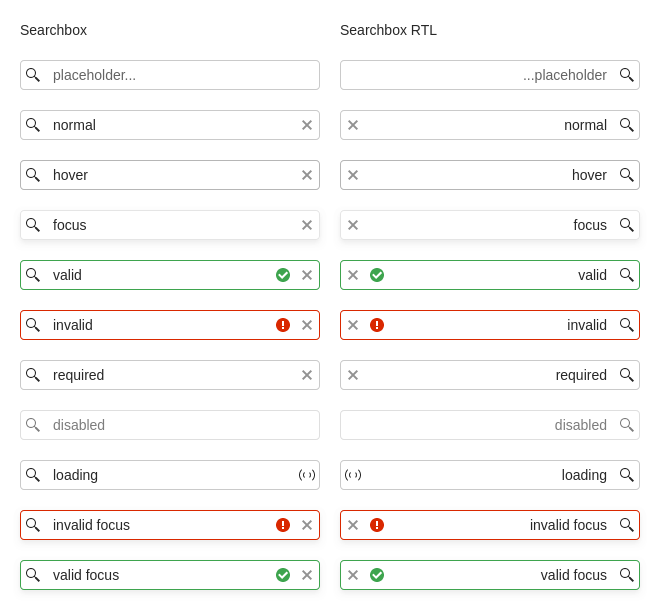 Searchbox
Searchbox RTL
placeholder...
...placeholder
normal
normal
hover
hover
focus
focus
valid
valid
invalid
invalid
required
required
disabled
disabled
loading
loading
invalid focus
invalid focus
valid focus
valid focus